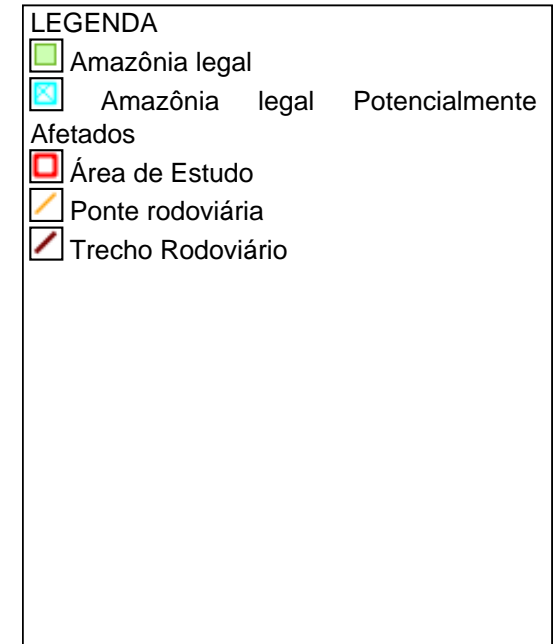 LEGENDA
Amazônia legal
Amazônia legal Potencialmente
Afetados
Área de Estudo
Ponte rodoviária
Trecho Rodoviário